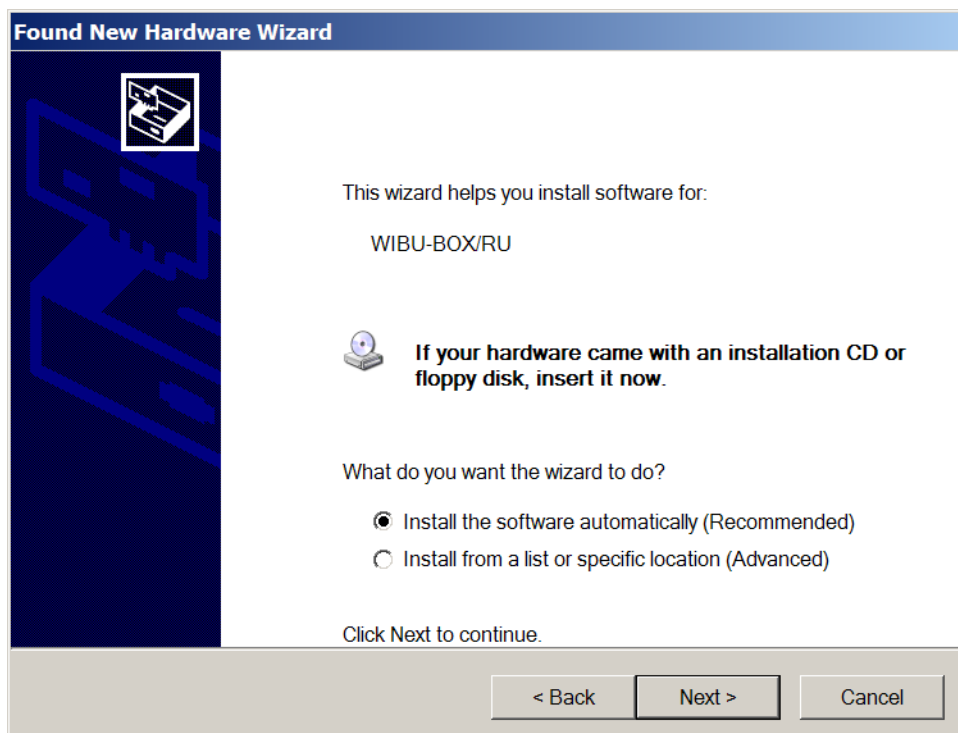 Found New Hardware Wizard
This wizard helps you install software for:
WIBU-BOX/RU
If your hardware came with an installation CD or
floppy disk, insert it now.
What do you want the wizard to do?
Install the software automatically (Recommended)
Install from a list or specific location (Advanced)
Click Next to continue.
< Back
Next >
Cancel